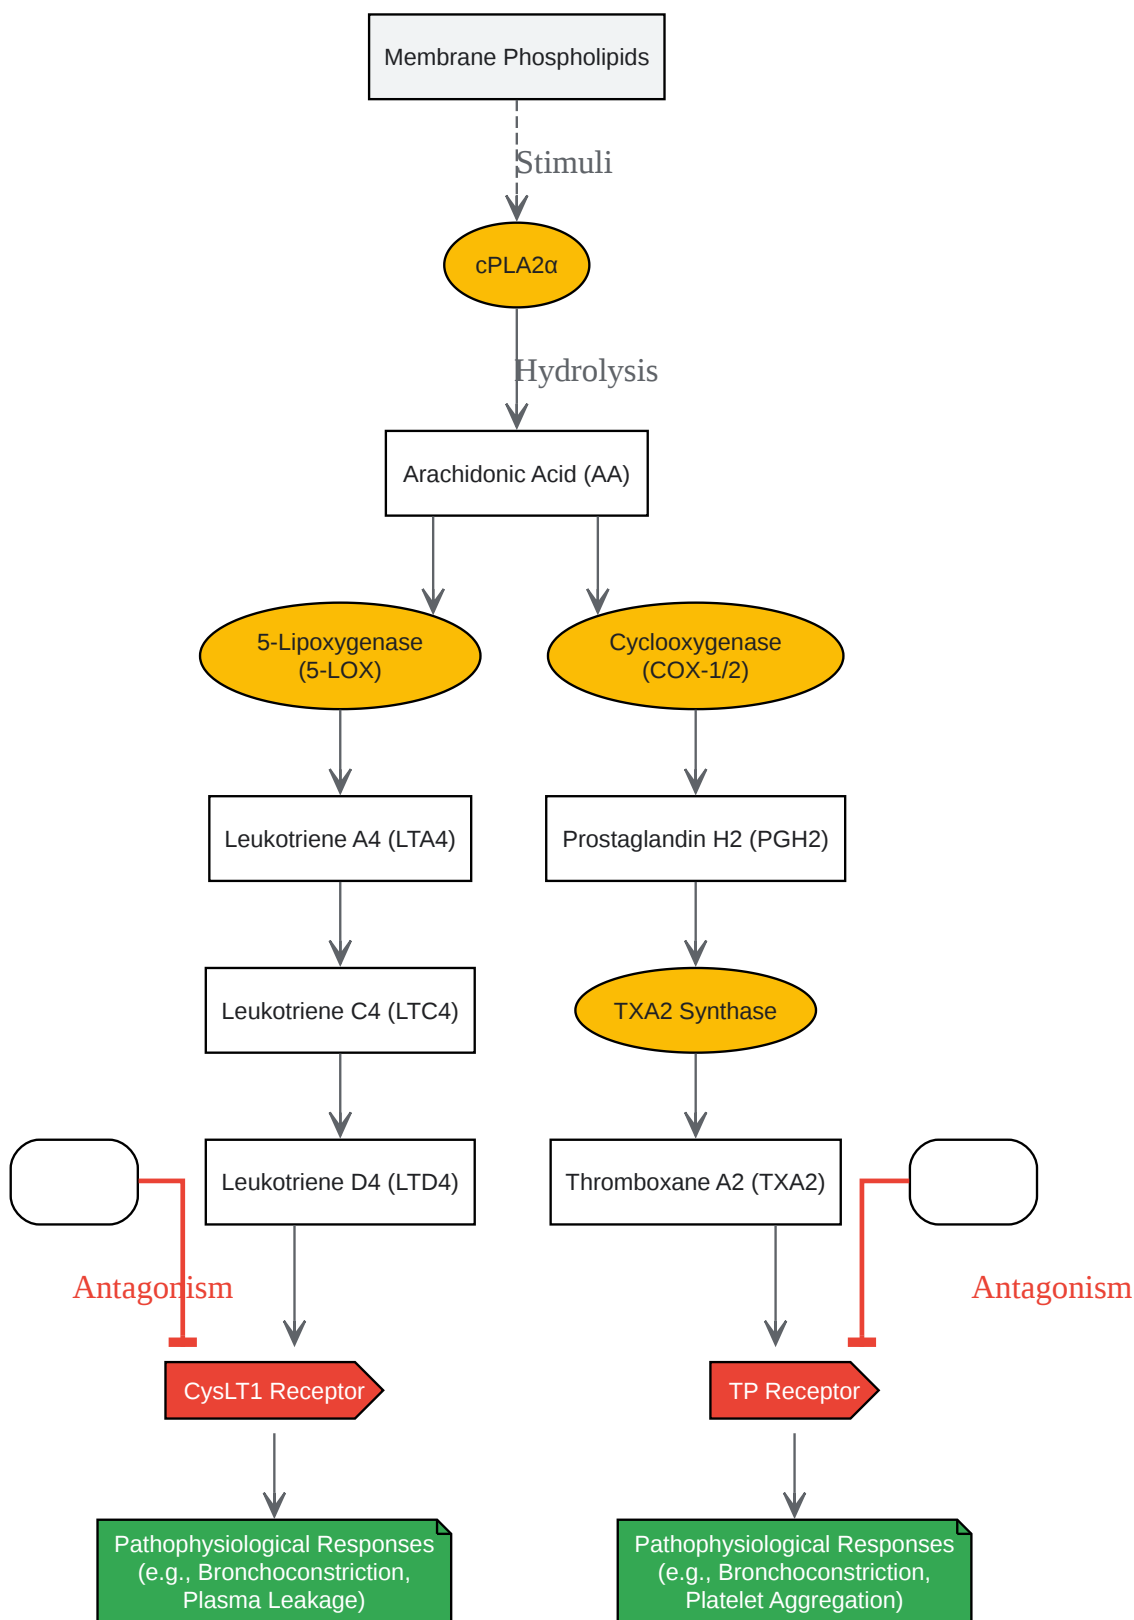 Membrane Phospholipids
Stimuli
cPLA2α
Hydrolysis
Arachidonic Acid (AA)
5-Lipoxygenase
(5-LOX)
Cyclooxygenase
(COX-1/2)
Leukotriene A4 (LTA4)
Prostaglandin H2 (PGH2)
Leukotriene C4 (LTC4)
TXA2 Synthase
Leukotriene D4 (LTD4)
Thromboxane A2 (TXA2)
Antagonism
Antagonism
CysLT1 Receptor
TP Receptor
Pathophysiological Responses
(e.g., Bronchoconstriction,
Plasma Leakage)
Pathophysiological Responses
(e.g., Bronchoconstriction,
Platelet Aggregation)